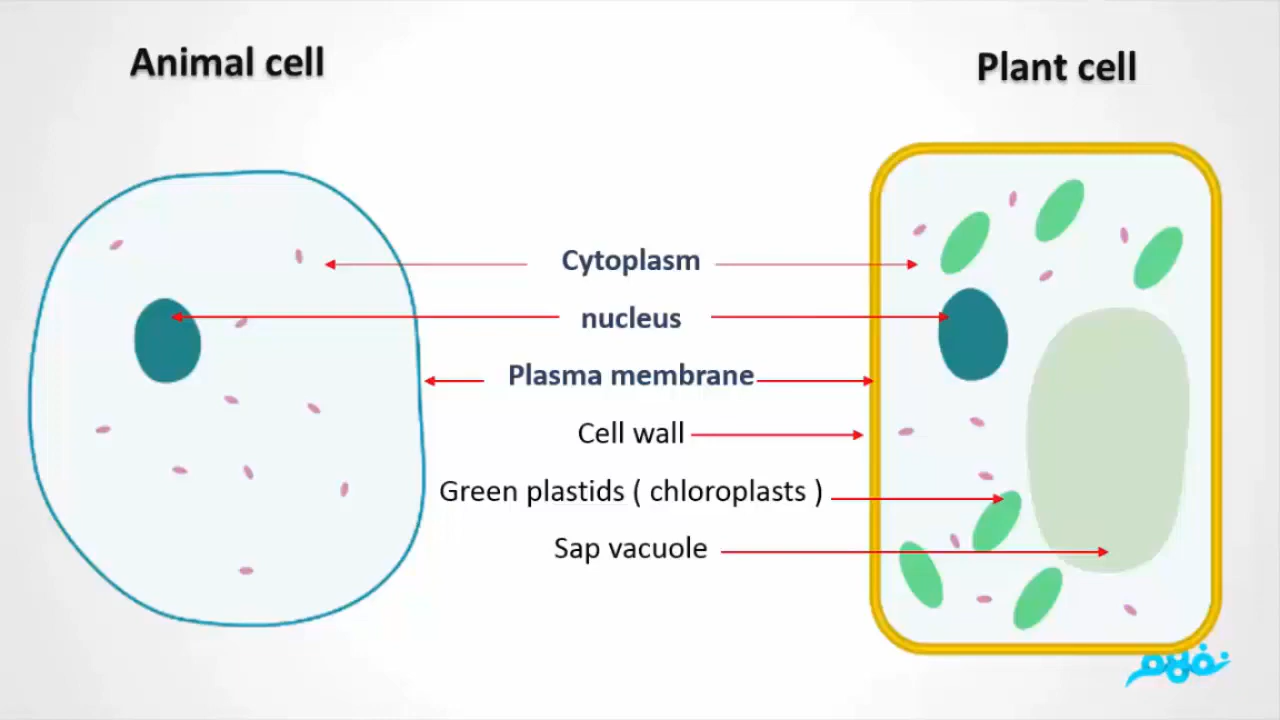 Animal cell
Plant cell
Cytoplasm
nucleus
Plasma membrane
Cell wall
Green plastids ( chloroplasts )
Sap vacuole
نفهم